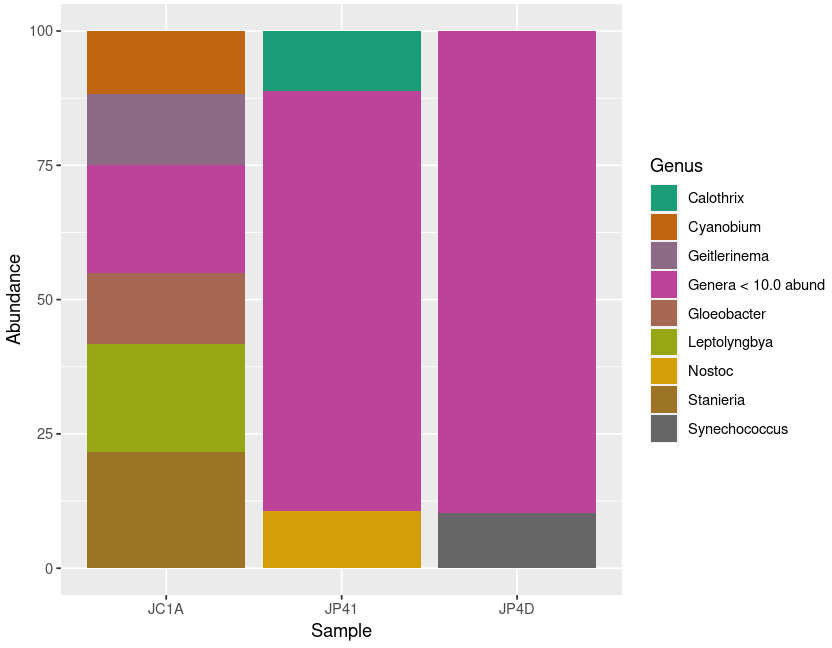 100
75
50
25
0
Abundance
JC1A
JP41
JP4D
Sample
Genus
Calothrix
Cyanobium
Geitlerinema
Genera < 10.0 abund
Gloeobacter
Leptolyngbya
Nostoc
Stanieria
Synechococcus